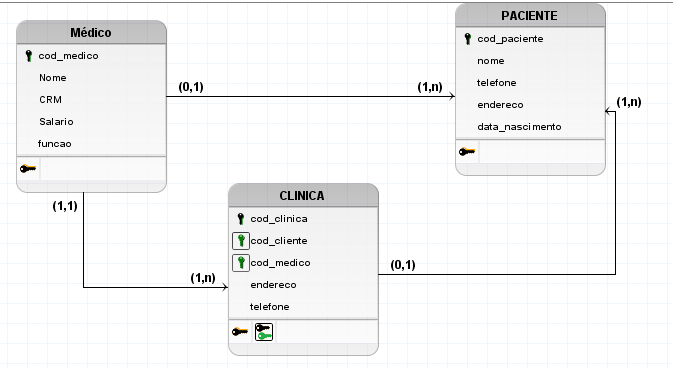 Médico
cod_medico
Nome
CRM
Salario
funcao
(0,1)
(1,n)
PACIENTE
cod_paciente
nome
telefone
endereco
data_nascimento
(1,n)
(1,1)
(1,n)
CLINICA
cod_clinica
cod_cliente
cod_medico
endereco
telefone
(0,1)